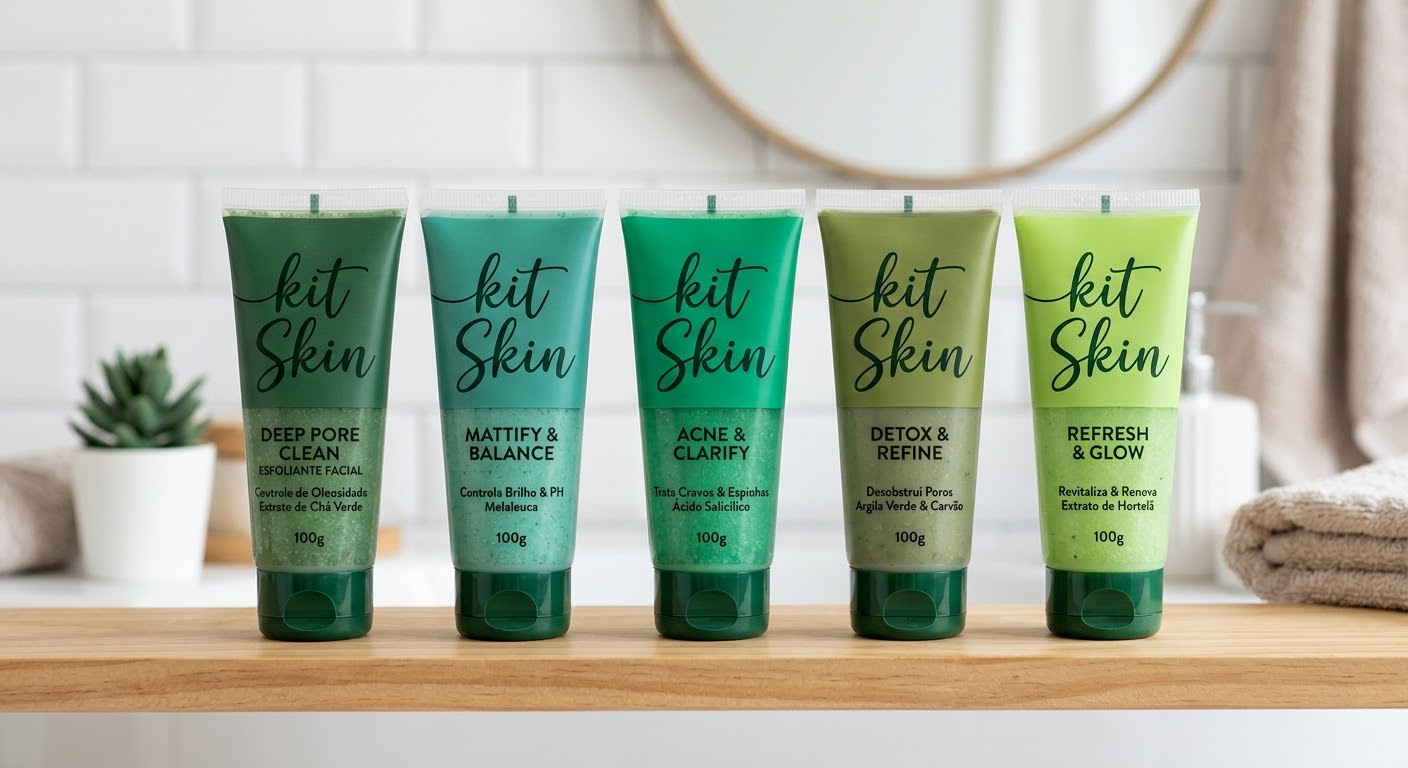 kit
Skin
DEEP PORE
CLEAN
ESFOLIANTE FACIAL
Cevtrole de Oleosidads
Extrste de Chá Verde
100g
kit
Skin
MATTIFY &
BALANCE
Controla Brilho & PH
Melaleuca
100g
kit
Skin
ACNE &
CLARIFY
Trata Cravos & Espinhas
Ácido Salicílico
100g
kit
Skin
DETOX &
REFINE
Desobstrui Poros
Argila Verde & Carvão
100g
kit
Skin
REFRESH
& GLOW
Revitaliza & Renova
Extrato de Hortelã
100g